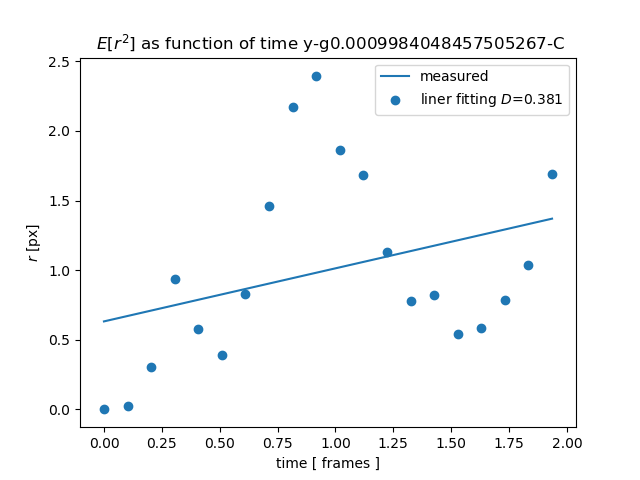 E[r²] as function of time y-g0.0009984048457505267-C
measured
liner fitting D=0.381
2.5
2.0
1.5
1.0
0.5
0.0
r [px]
0.00 0.25 0.50 0.75 1.00 1.25 1.50 1.75 2.00
time [ frames ]